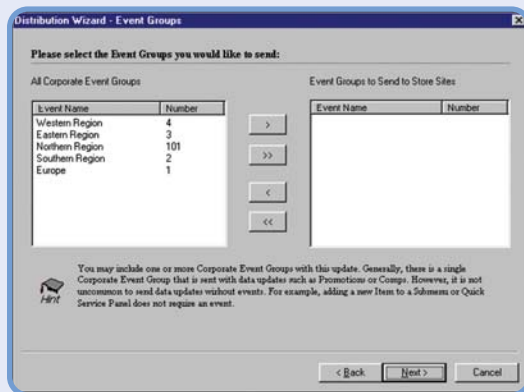 Distribution Wizard - Event Groups
Please select the Event Groups you would like to send:
All Corporate Event Groups
Event Groups to Send to Store Sites
Event Name Number
Western Region 4
Eastern Region 3
Northern Region 101
Southern Region 2
Europe 1
>
>>
<
<<
Event Name Number
Hint
You may include one or more Corporate Event Groups with this update. Generally, there is a single
Corporate Event Group that is sent with data updates such as Promotions or Comps. However, it is not
uncommon to send data updates without events. For example, adding a new Item to a Submenu or Quick
Service Panel does not require an event.
< Back
Next >
Cancel